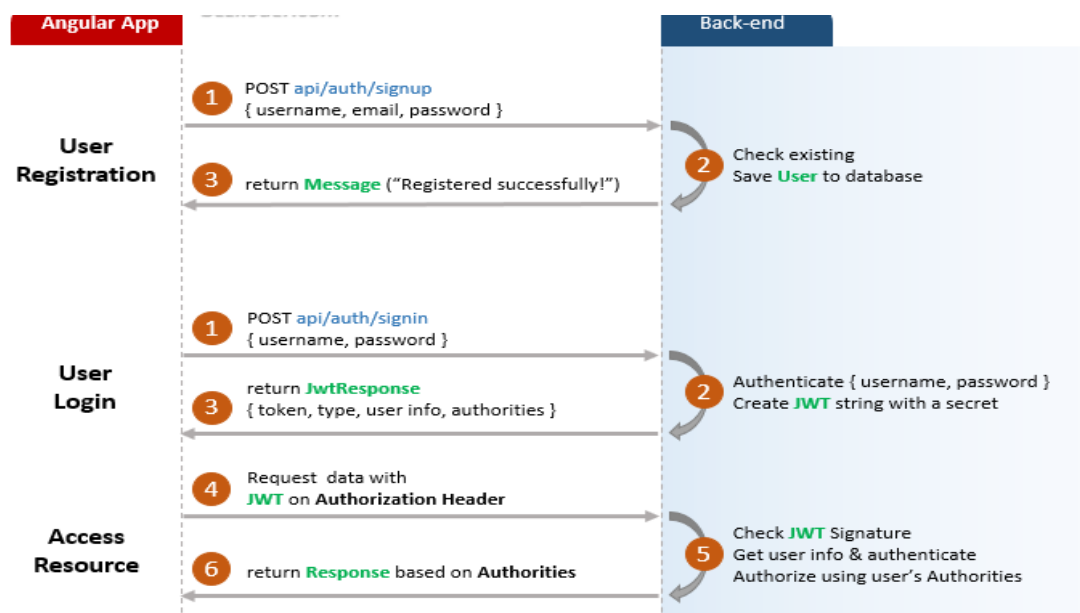 Angular App
Back-end
User
Registration
1
POST api/auth/signup
{ username, email, password }
2
Check existing
Save User to database
3
return Message (“Registered successfully!”)
User
Login
1
POST api/auth/signin
{ username, password }
2
Authenticate { username, password }
Create JWT string with a secret
3
return JwtResponse
{ token, type, user info, authorities }
Access
Resource
4
Request data with
JWT on Authorization Header
5
Check JWT Signature
Get user info & authenticate
Authorize using user’s Authorities
6
return Response based on Authorities